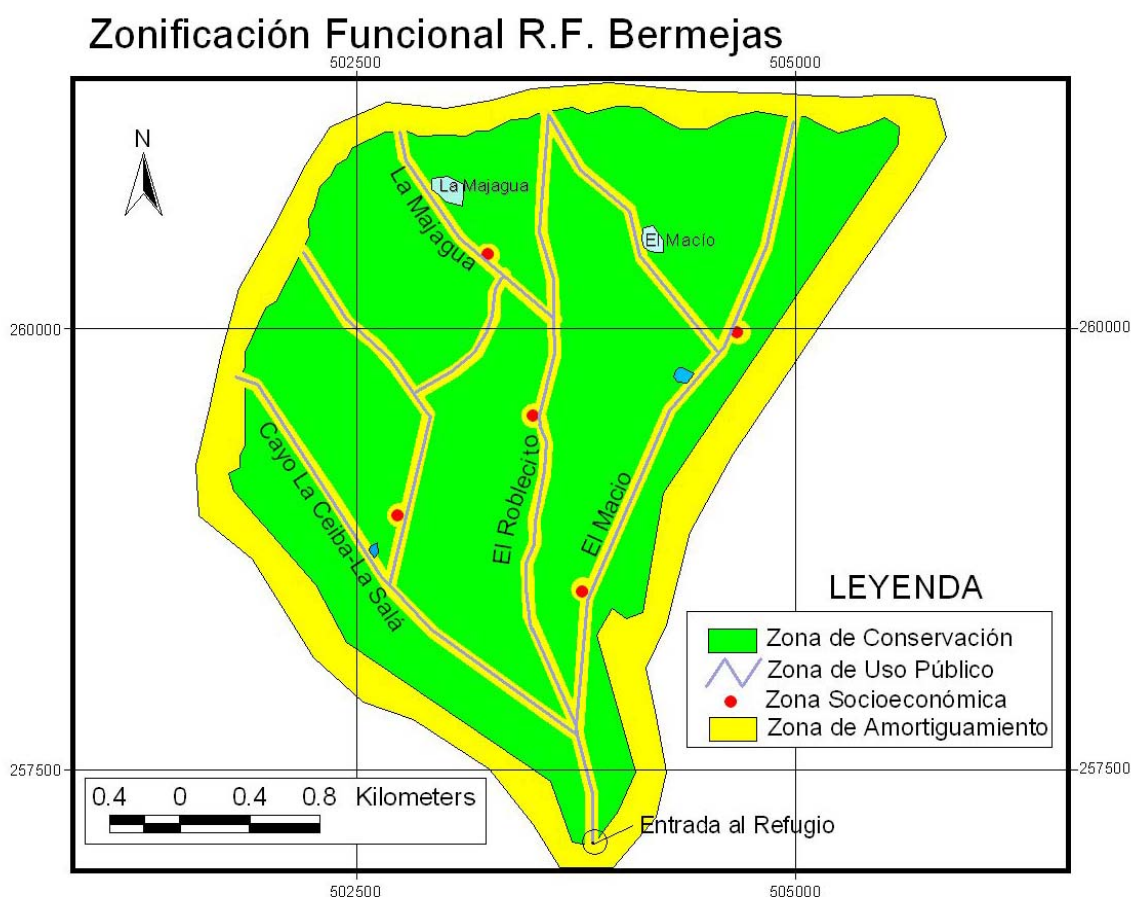 Zonificación Funcional R.F. Bermejas
502500
505000
N
La Majagua
La Majagua
El Macío
260000
260000
Cayo La Ceiba-La Salá
El Roblecito
El Macio
LEYENDA
Zona de Conservación
Zona de Uso Público
Zona Socioeconómica
Zona de Amortiguamiento
257500
257500
0.4 0 0.4 0.8 Kilometers
Entrada al Refugio
502500
505000